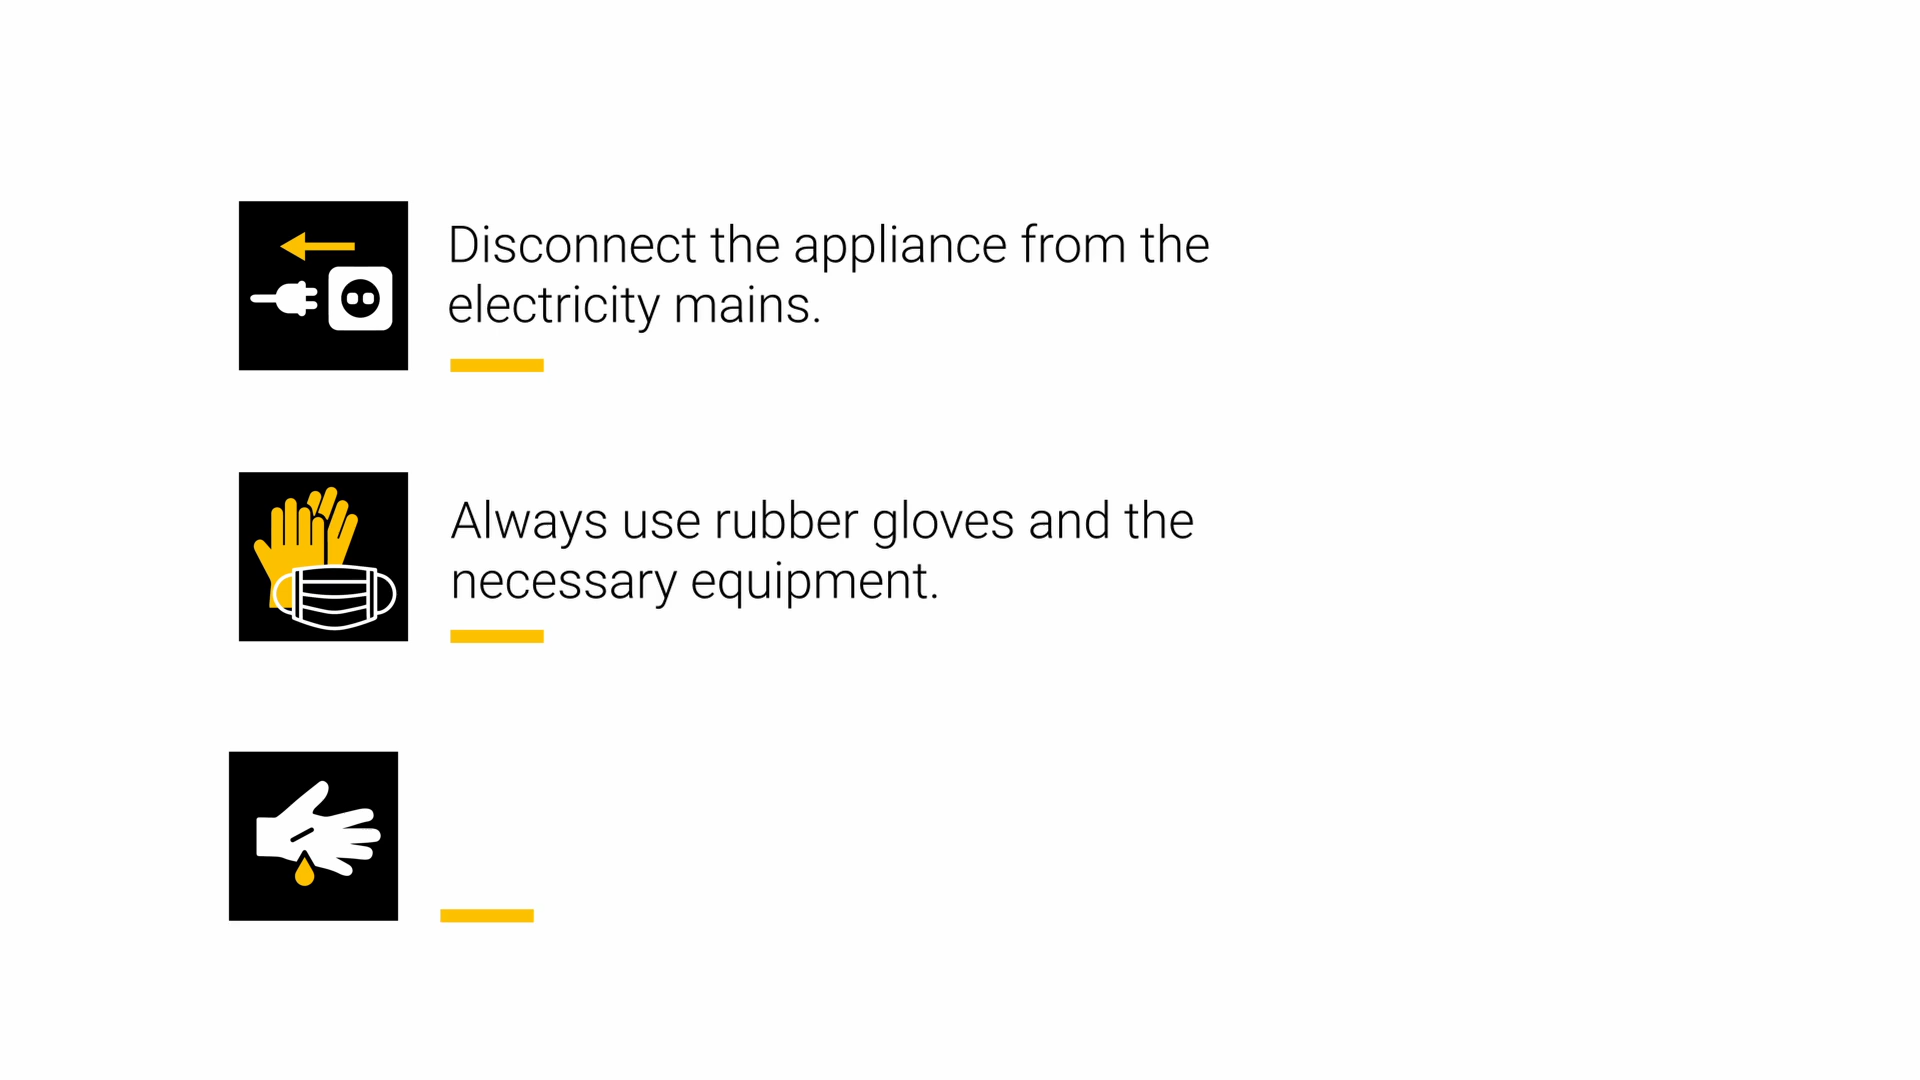 Disconnect the appliance from the
electricity mains.
Always use rubber gloves and the
necessary equipment.